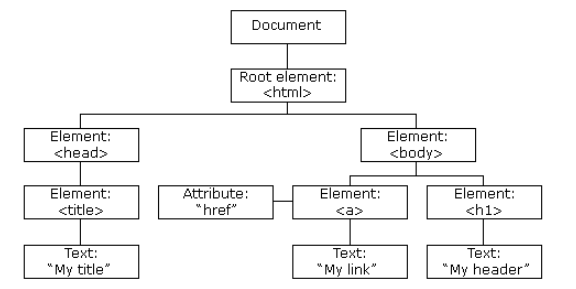 Document
Root element:
<html>
Element:
<head>
Element:
<body>
Element:
<title>
Attribute:
"href"
Element:
<a>
Element:
<h1>
Text:
"My title"
Text:
"My link"
Text:
"My header"